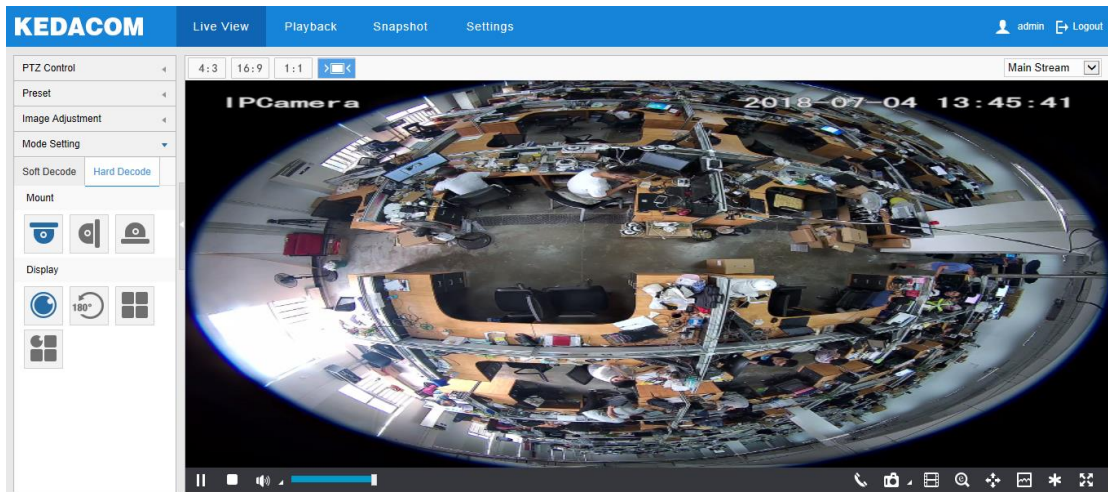 KEDACOM
Live View Playback Snapshot Settings
admin Logout
PTZ Control
Preset
Image Adjustment
Mode Setting
Soft Decode Hard Decode
Mount
Display
180°
4:3 16:9 1:1
Main Stream
IPCamera
2018-07-04 13:45:41